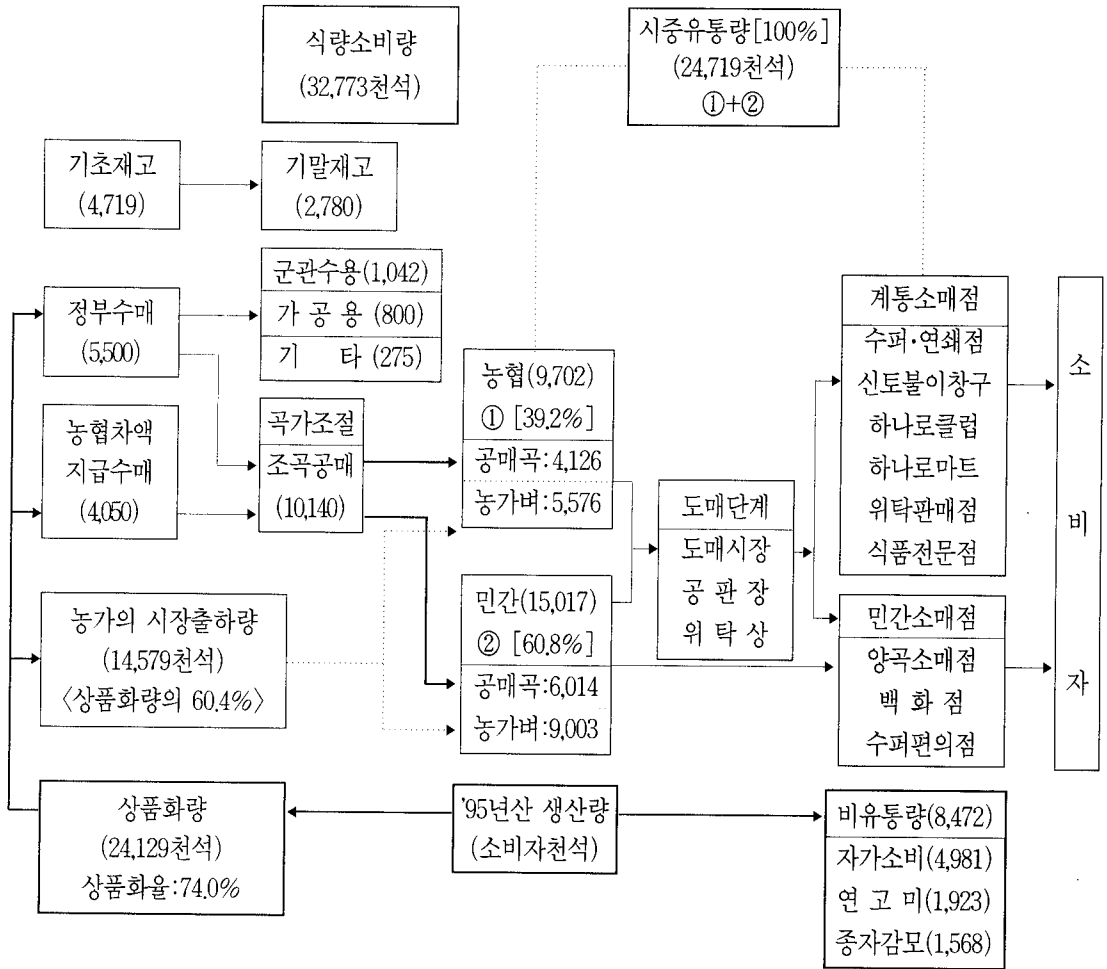 식량소비량
(32,773천석)
시중유통량[100%]
(24,719천석)
①+②
기초재고
(4,719)
기말재고
(2,780)
정부수매
(5,500)
군관수용(1,042)
가 공 용 (800)
기 타 (275)
농협차액
지급수매
(4,050)
곡가조절
조곡공매
(10,140)
농협(9,702)
① [39.2%]
공매곡:4,126
농가벼:5,576
농가의 시장출하량
(14,579천석)
〈상품화량의 60.4%〉
민간(15,017)
② [60.8%]
공매곡:6,014
농가벼:9,003
도매단계
도매시장
공 판 장
위 탁 상
계통소매점
수퍼·연쇄점
신토불이창구
하나로클럽
하나로마트
위탁판매점
식품전문점
민간소매점
양곡소매점
백 화 점
수퍼편의점
소
비
자
상품화량
(24,129천석)
상품화율:74.0%
'95년산 생산량
(소비자천석)
비유통량(8,472)
자가소비(4,981)
연 고 미(1,923)
종자감모(1,568)